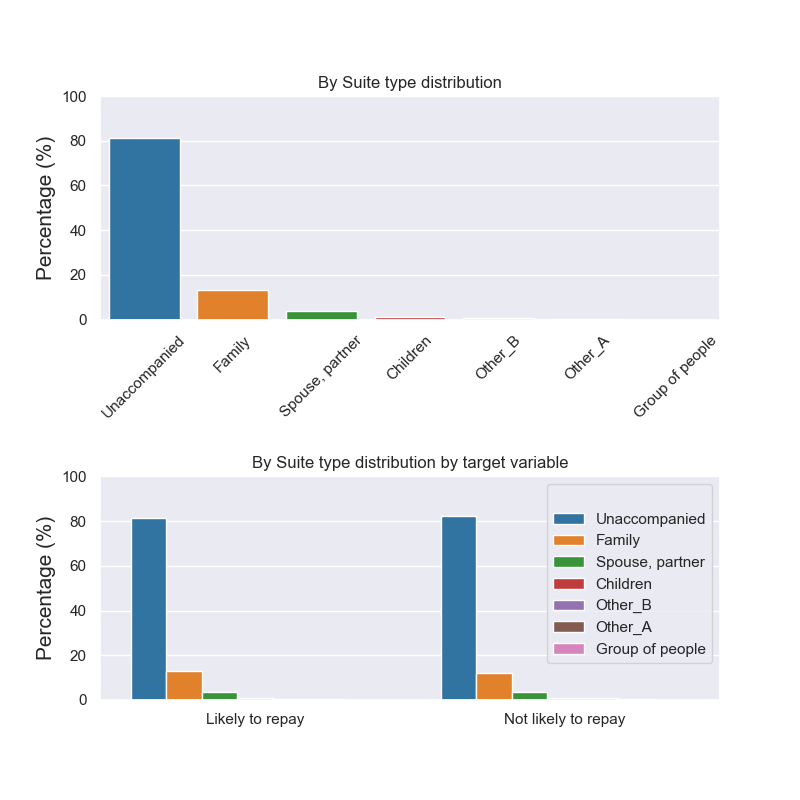 By Suite type distribution
Percentage (%)
100
80
60
40
20
0
Unaccompanied
Family
Spouse, partner
Children
Other_B
Other_A
Group of people
By Suite type distribution by target variable
Percentage (%)
100
80
60
40
20
0
Unaccompanied
Family
Spouse, partner
Children
Other_B
Other_A
Group of people
Likely to repay
Not likely to repay